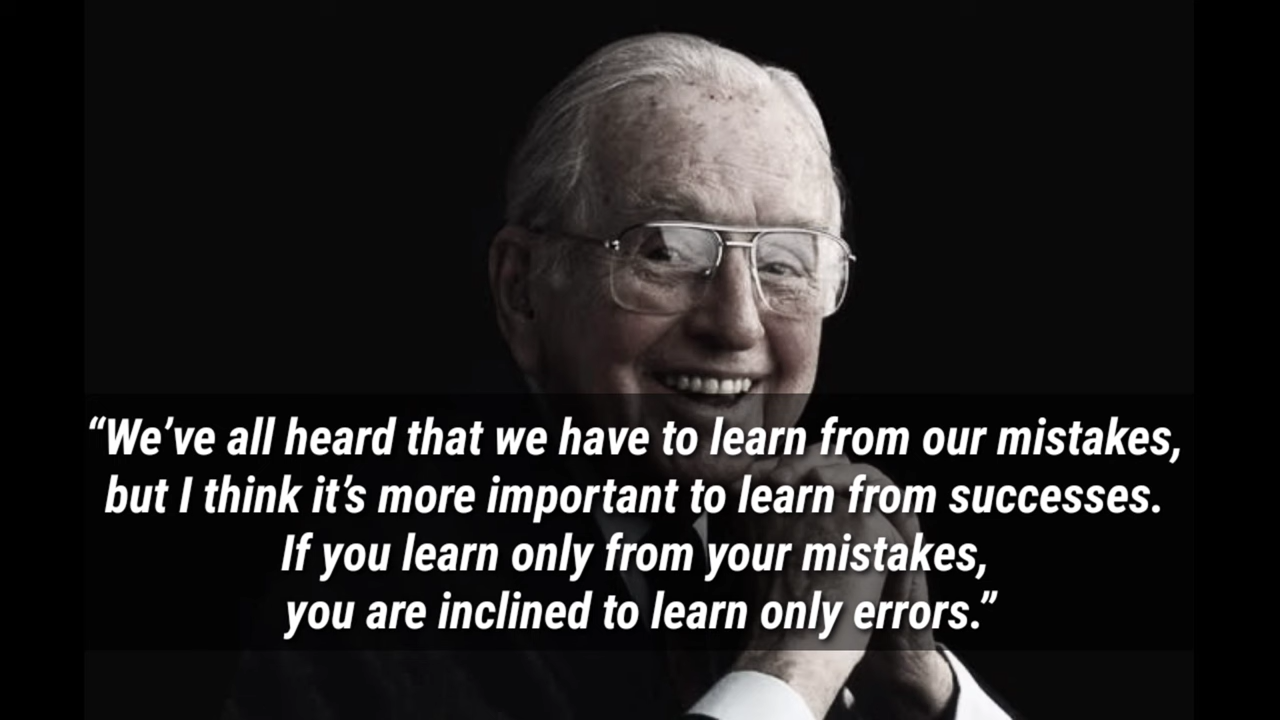 “We’ve all heard that we have to learn from our mistakes,
but I think it’s more important to learn from successes.
If you learn only from your mistakes,
you are inclined to learn only errors.”